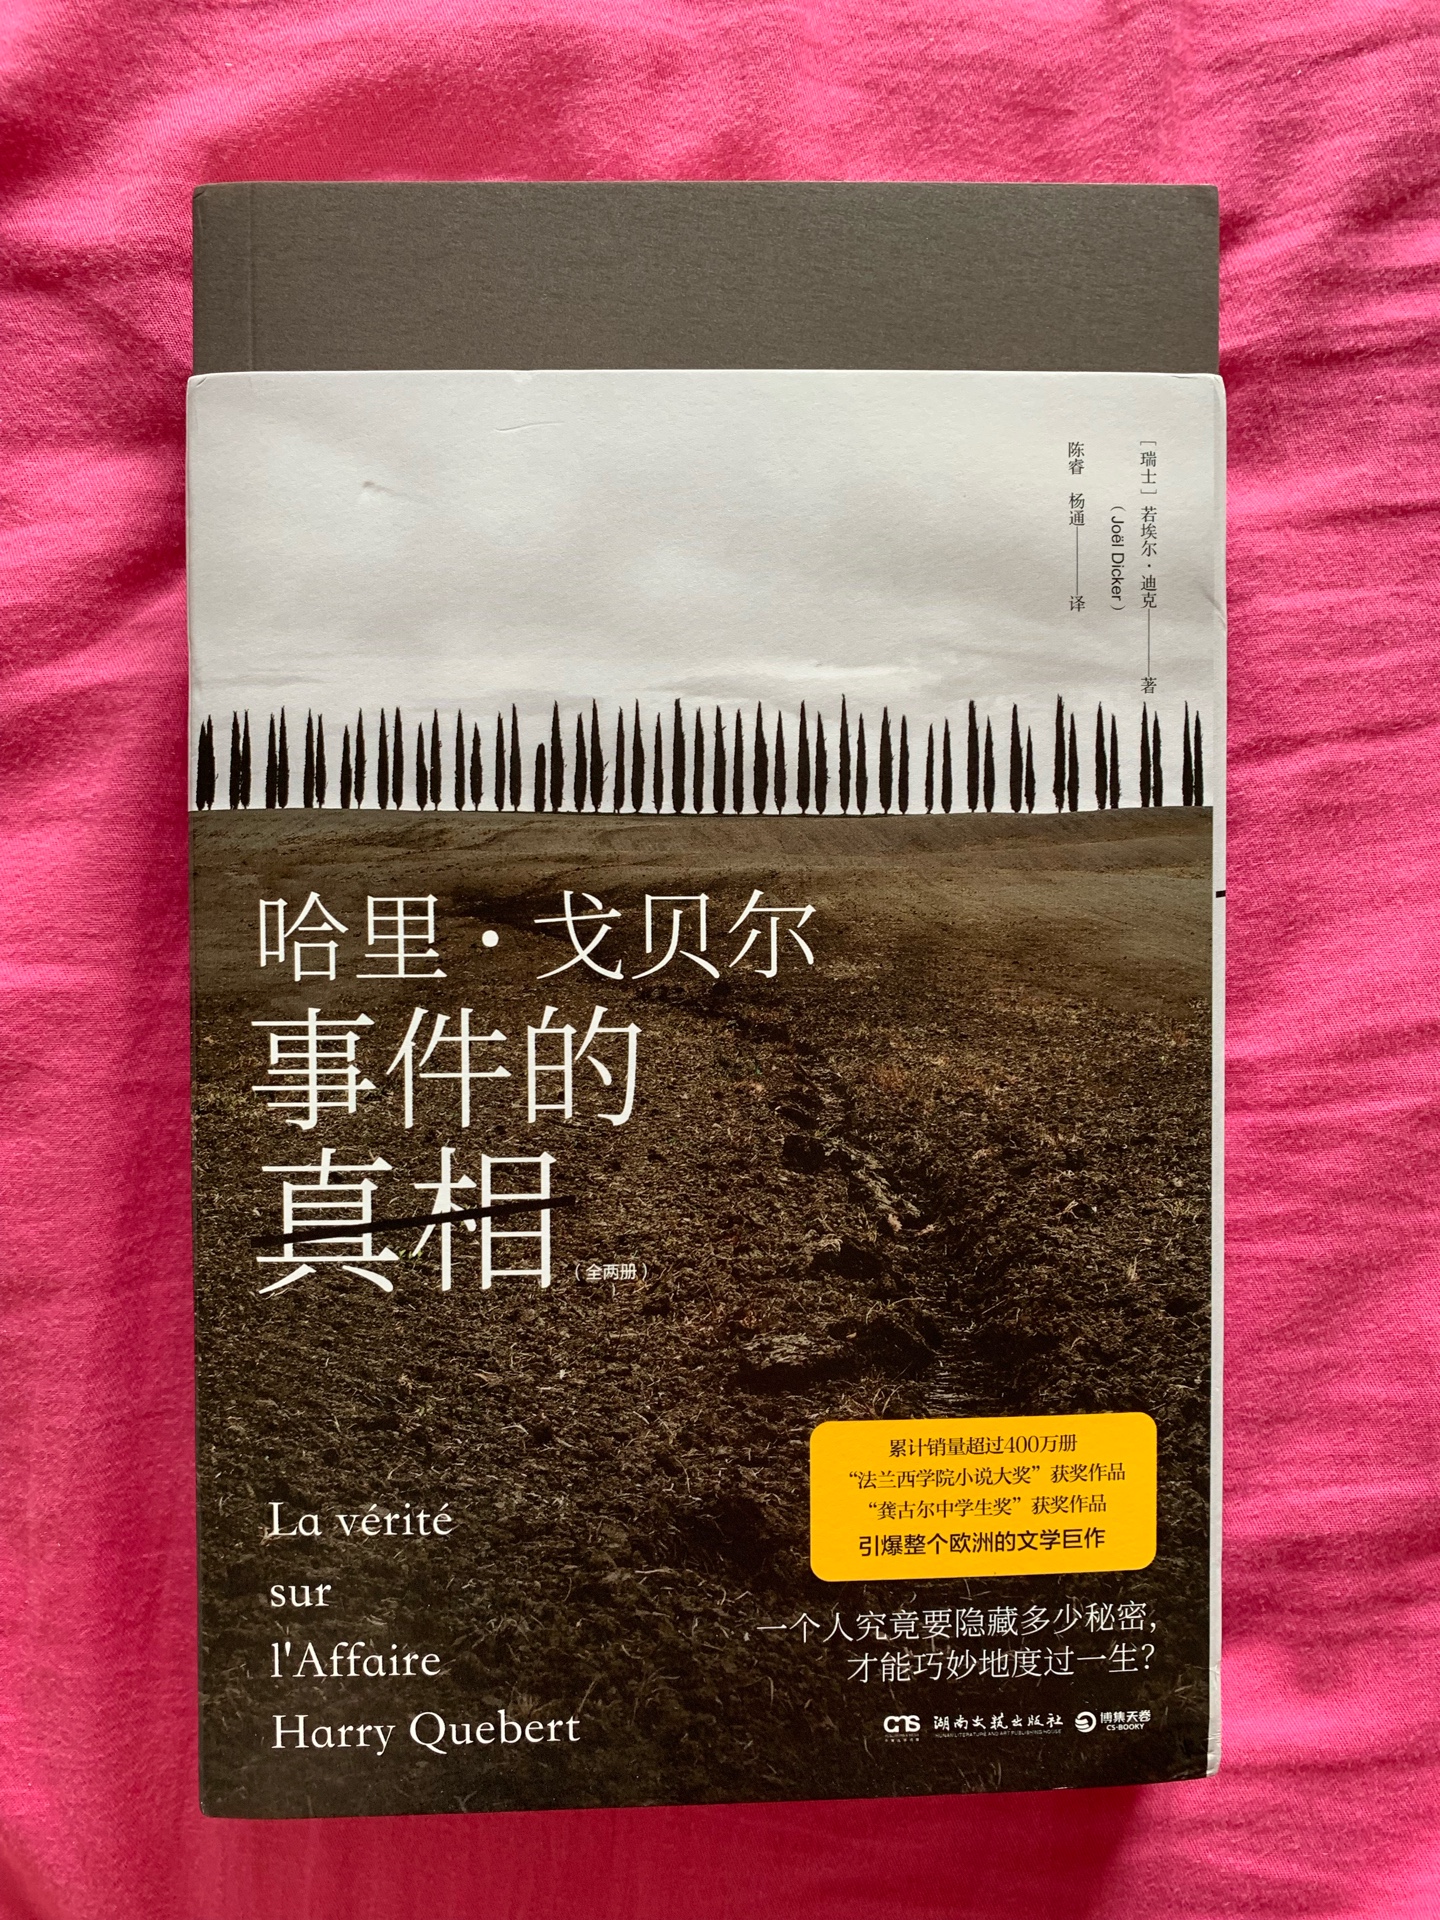 ［瑞士］若埃尔·迪克——著
（Joël Dicker）
陈睿 杨通——译
哈里·戈贝尔
事件的
真相
（全两册）
累计销量超过400万册
“法兰西学院小说大奖”获奖作品
“龚古尔中学生奖”获奖作品
引爆整个欧洲的文学巨作
一个人究竟要隐藏多少秘密，
才能巧妙地度过一生？
La vérité
sur
l'Affaire
Harry Quebert
湖南文艺出版社
HUNAN LITERATURE AND ART PUBLISHING HOUSE
博集天卷
CS-BOOKY